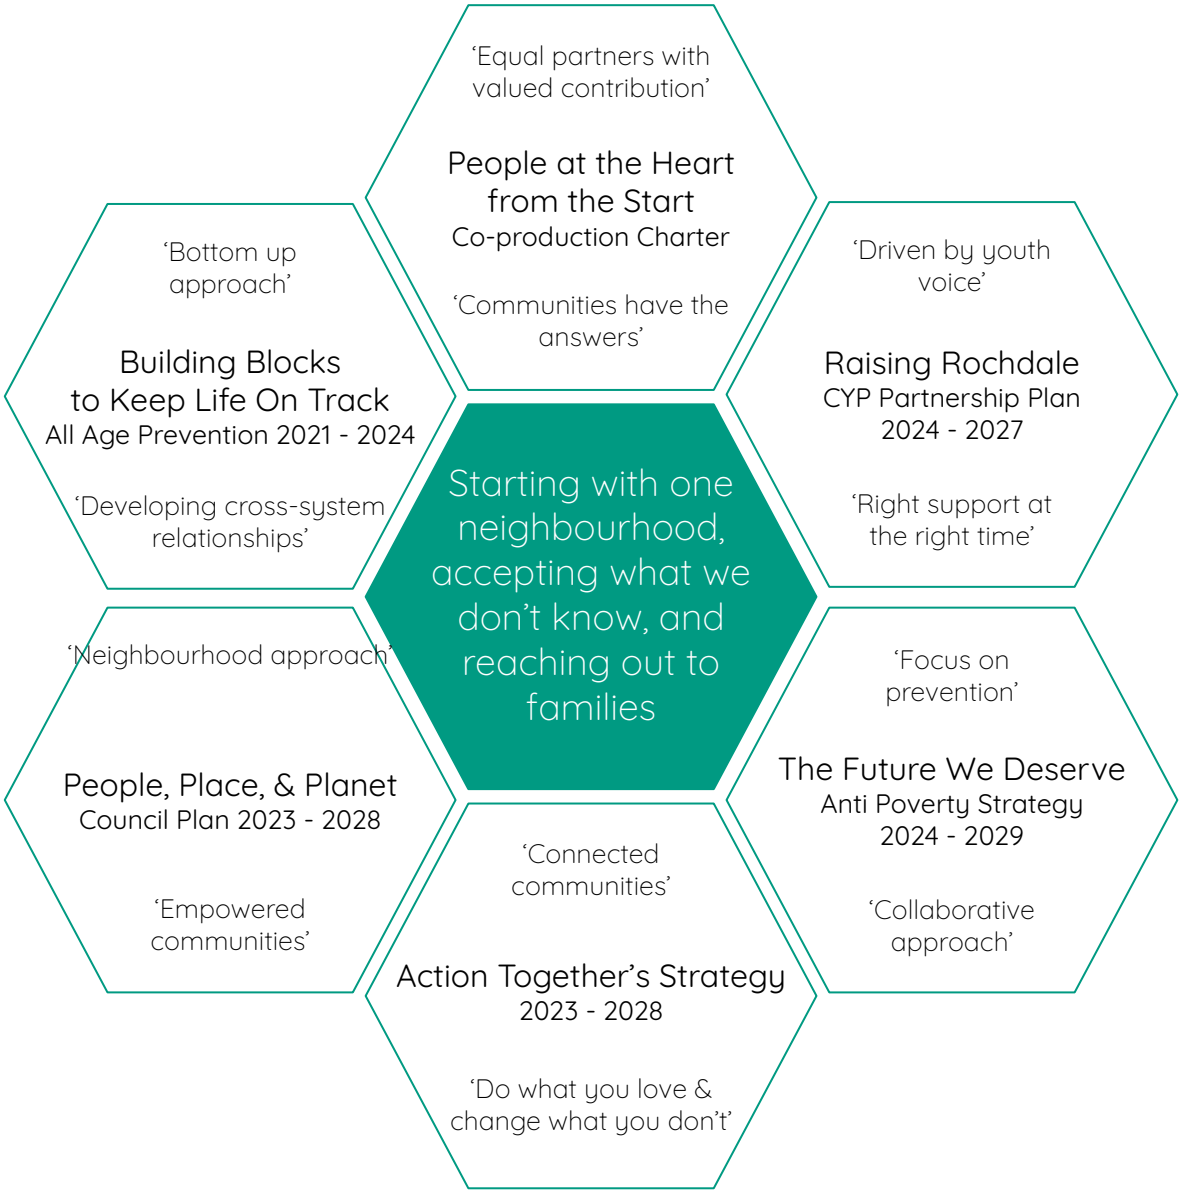 ‘Equal partners with
valued contribution’
People at the Heart
from the Start
Co-production Charter
‘Communities have the
answers’
‘Bottom up
approach’
Building Blocks
to Keep Life On Track
All Age Prevention 2021 - 2024
‘Developing cross-system
relationships’
‘Driven by youth
voice’
Raising Rochdale
CYP Partnership Plan
2024 - 2027
‘Right support at
the right time’
Starting with one
neighbourhood,
accepting what we
don’t know, and
reaching out to
families
‘Neighbourhood approach’
People, Place, & Planet
Council Plan 2023 - 2028
‘Empowered
communities’
‘Focus on
prevention’
The Future We Deserve
Anti Poverty Strategy
2024 - 2029
‘Collaborative
approach’
‘Connected
communities’
Action Together’s Strategy
2023 - 2028
‘Do what you love &
change what you don’t’